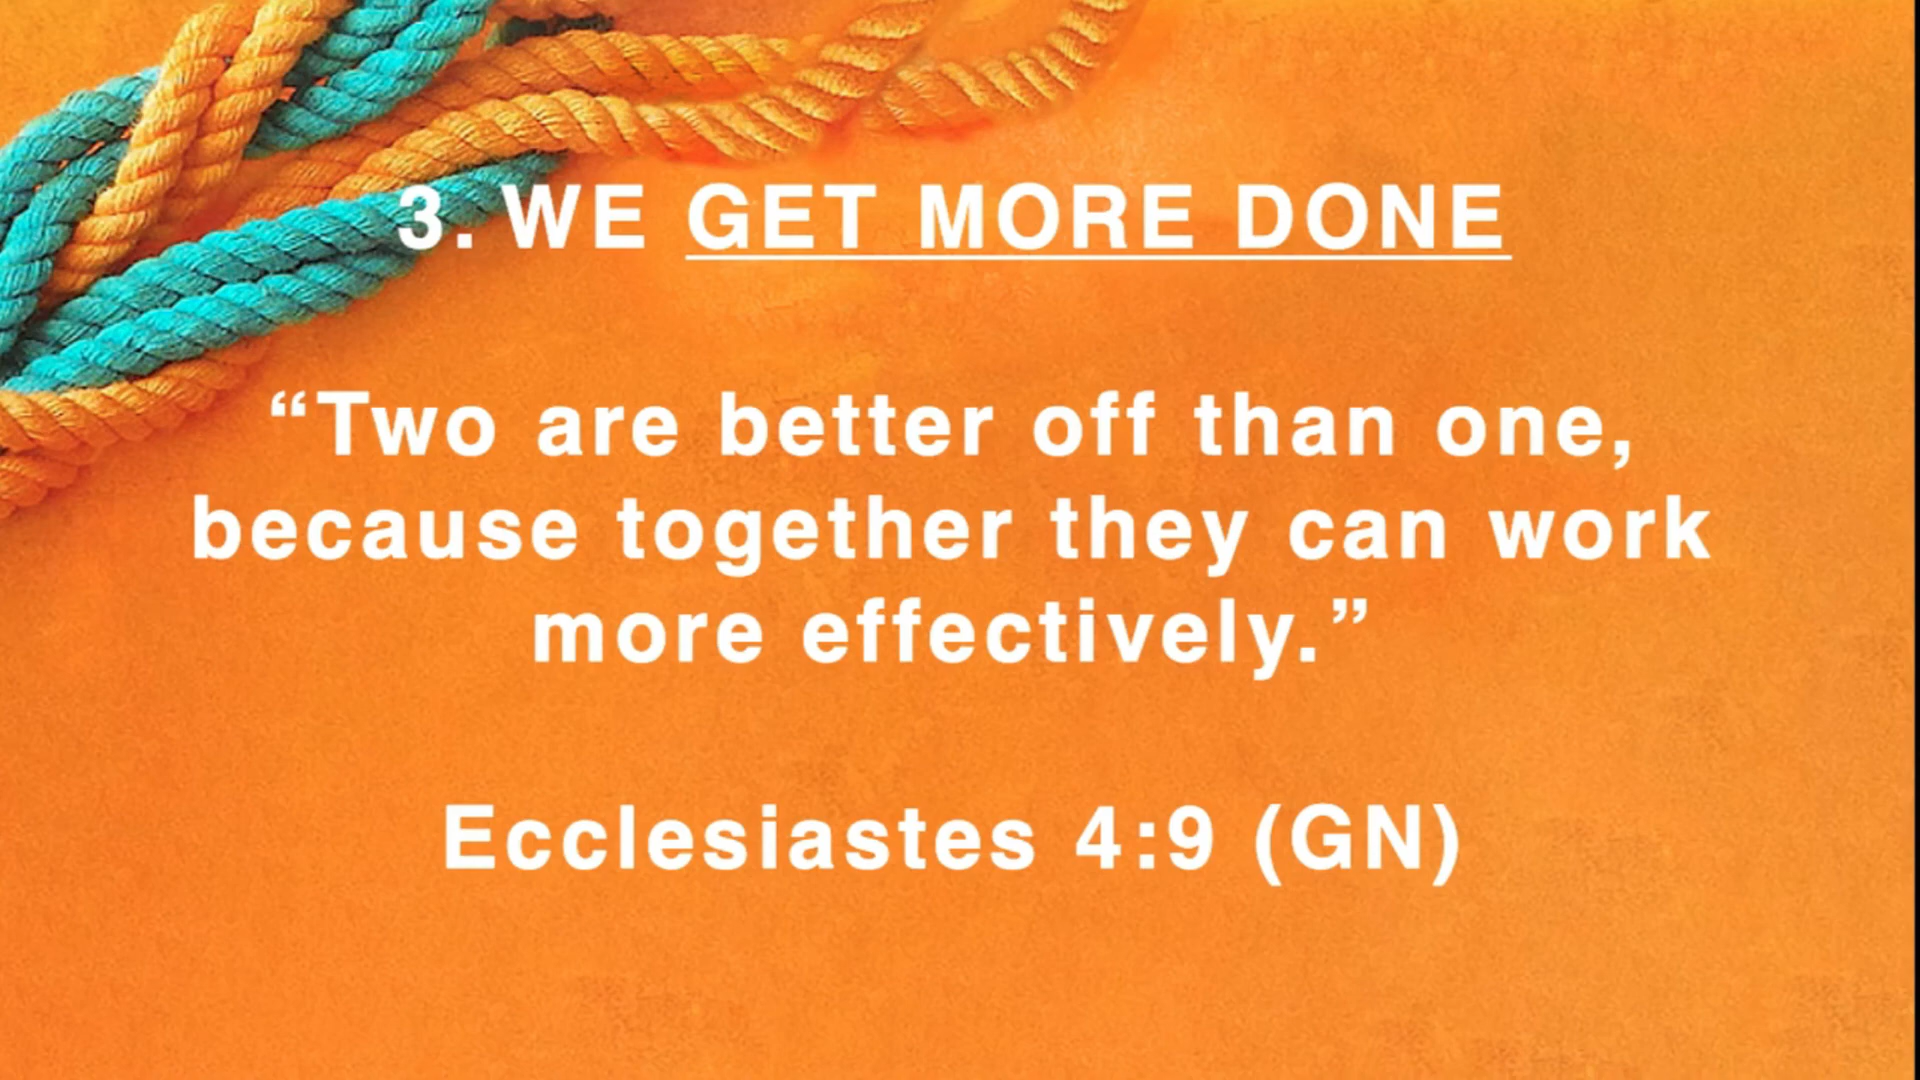 3. WE GET MORE DONE
“Two are better off than one,
because together they can work
more effectively.”
Ecclesiastes 4:9 (GN)